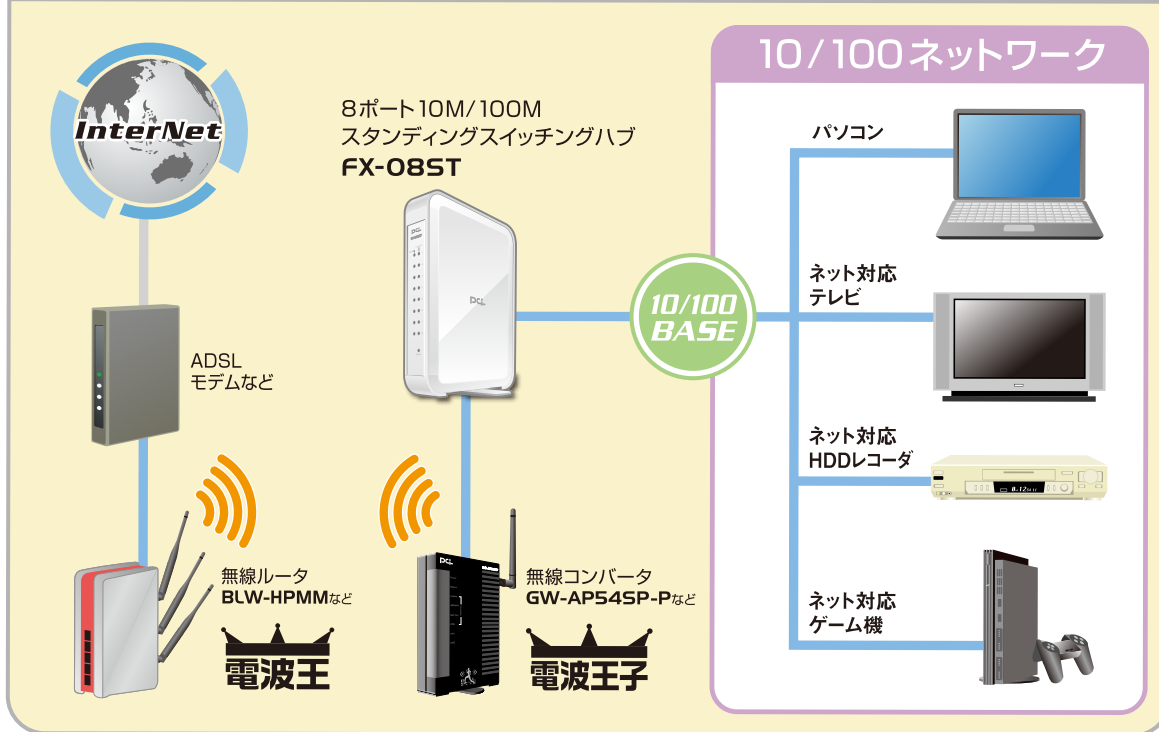 10/100ネットワーク
InterNet
8ポート10M/100M
スタンディングスイッチングハブ
FX-08ST
PCi
PCi
10/100
BASE
パソコン
ネット対応
テレビ
ネット対応
HDDレコーダ
ネット対応
ゲーム機
ADSL
モデムなど
無線ルータ
BLW-HPMMなど
電波王
PCi
無線コンバータ
GW-AP54SP-Pなど
電波王子